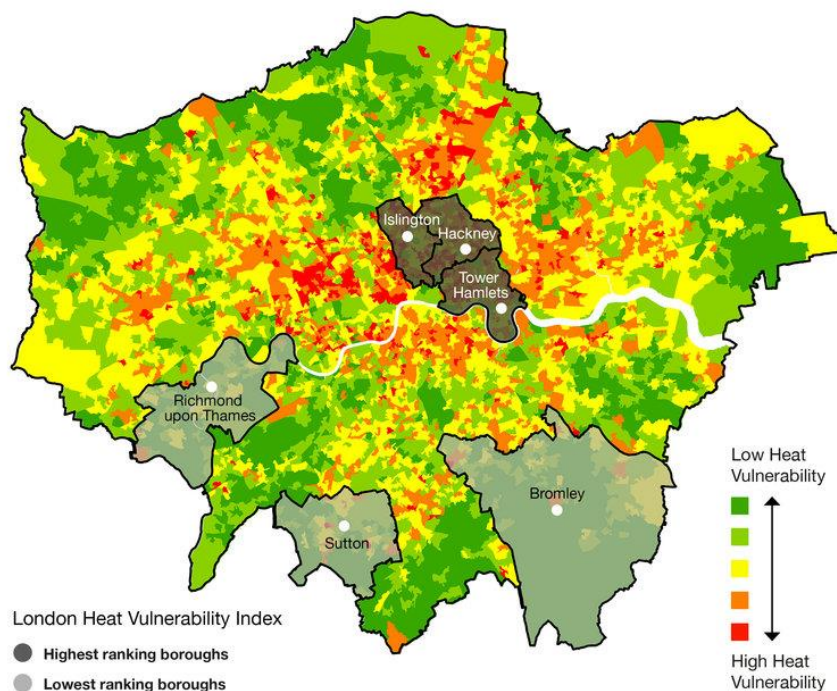 Islington
Hackney
Tower
Hamlets
Richmond
upon Thames
Sutton
Bromley
Low Heat
Vulnerability
High Heat
Vulnerability
London Heat Vulnerability Index
Highest ranking boroughs
Lowest ranking boroughs